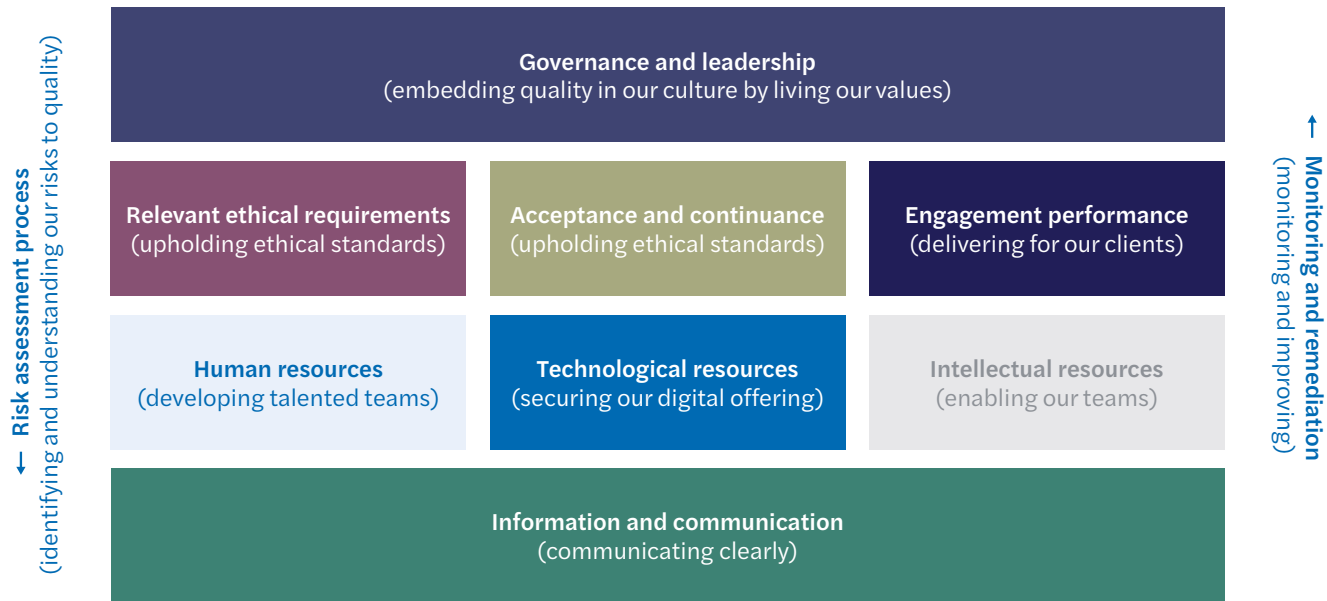 Governance and leadership
(embedding quality in our culture by living our values)
← Risk assessment process
(identifying and understanding our risks to quality)
Relevant ethical requirements
(upholding ethical standards)
Acceptance and continuance
(upholding ethical standards)
Engagement performance
(delivering for our clients)
Human resources
(developing talented teams)
Technological resources
(securing our digital offering)
Intellectual resources
(enabling our teams)
Information and communication
(communicating clearly)
← Monitoring and remediation
(monitoring and improving)